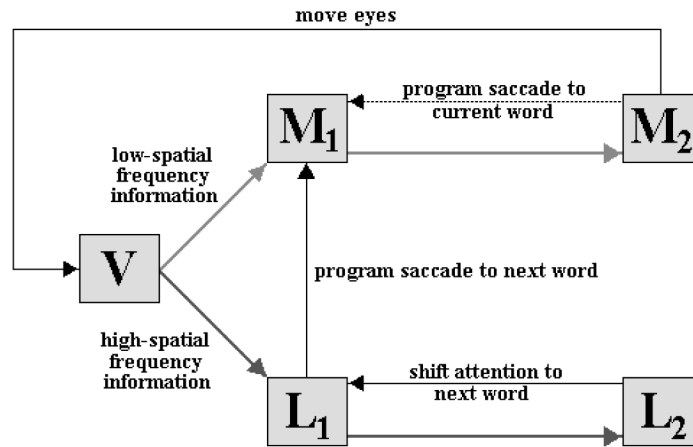 move eyes
program saccade to
current word
M1
M2
low-spatial
frequency
information
V
program saccade to next word
high-spatial
frequency
information
shift attention to
next word
L1
L2